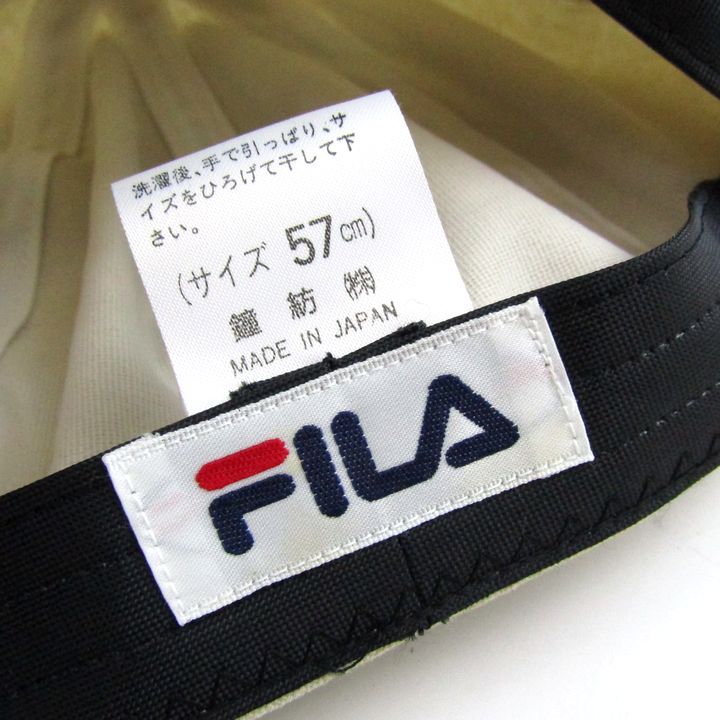 洗濯後、手で引っぱり、サ
イズをひろげて干して下
さい。
(サイズ 57cm)
鐘紡㈱
MADE IN JAPAN
FILA